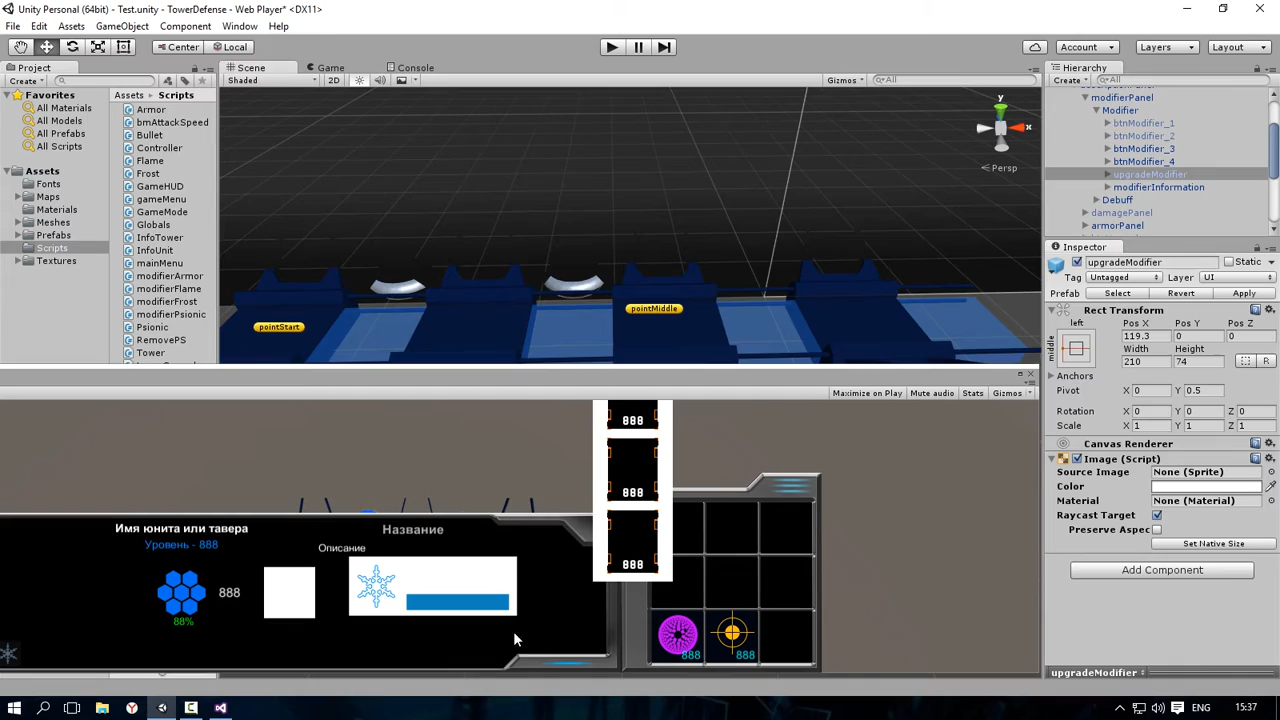 Unity Personal (64bit) - Test.unity - TowerDefense - Web Player* <DX11>
File Edit Assets GameObject Component Window Help
Center Local Account Layers Layout
Project
Create
Favorites
All Materials
All Models
All Prefabs
All Scripts
Assets
Fonts
Maps
Materials
Meshes
Prefabs
Scripts
Textures
Assets Scripts
Armor
bmAttackSpeed
Bullet
Controller
Flame
Frost
GameHUD
gameMenu
GameMode
Globals
InfoTower
InfoUnit
mainMenu
modifierArmor
modifierFlame
modifierFrost
modifierPsionic
Psionic
RemovePS
Tower
Scene Game Console
Shaded 2D Gizmos All
y
x
Persp
pointStart
pointMiddle
Maximize on Play Mute audio Stats Gizmos
888
888
888
Имя юнита или тавера
Уровень - 888
888
88%
Название
Описание
888
888
Hierarchy
Create All
modifierPanel
Modifier
btnModifier_1
btnModifier_2
btnModifier_3
btnModifier_4
upgradeModifier
modifierInformation
Debuff
damagePanel
armorPanel
Inspector
upgradeModifier Static
Tag Untagged Layer UI
Prefab Select Revert Apply
Rect Transform
left
middle
Pos X Pos Y Pos Z
119.3 0 0
Width Height
210 74 R
Anchors
Pivot X 0 Y 0.5
Rotation X 0 Y 0 Z 0
Scale X 1 Y 1 Z 1
Canvas Renderer
Image (Script)
Source Image None (Sprite)
Color
Material None (Material)
Raycast Target
Preserve Aspec
Set Native Size
Add Component
upgradeModifier
ENG 15:37